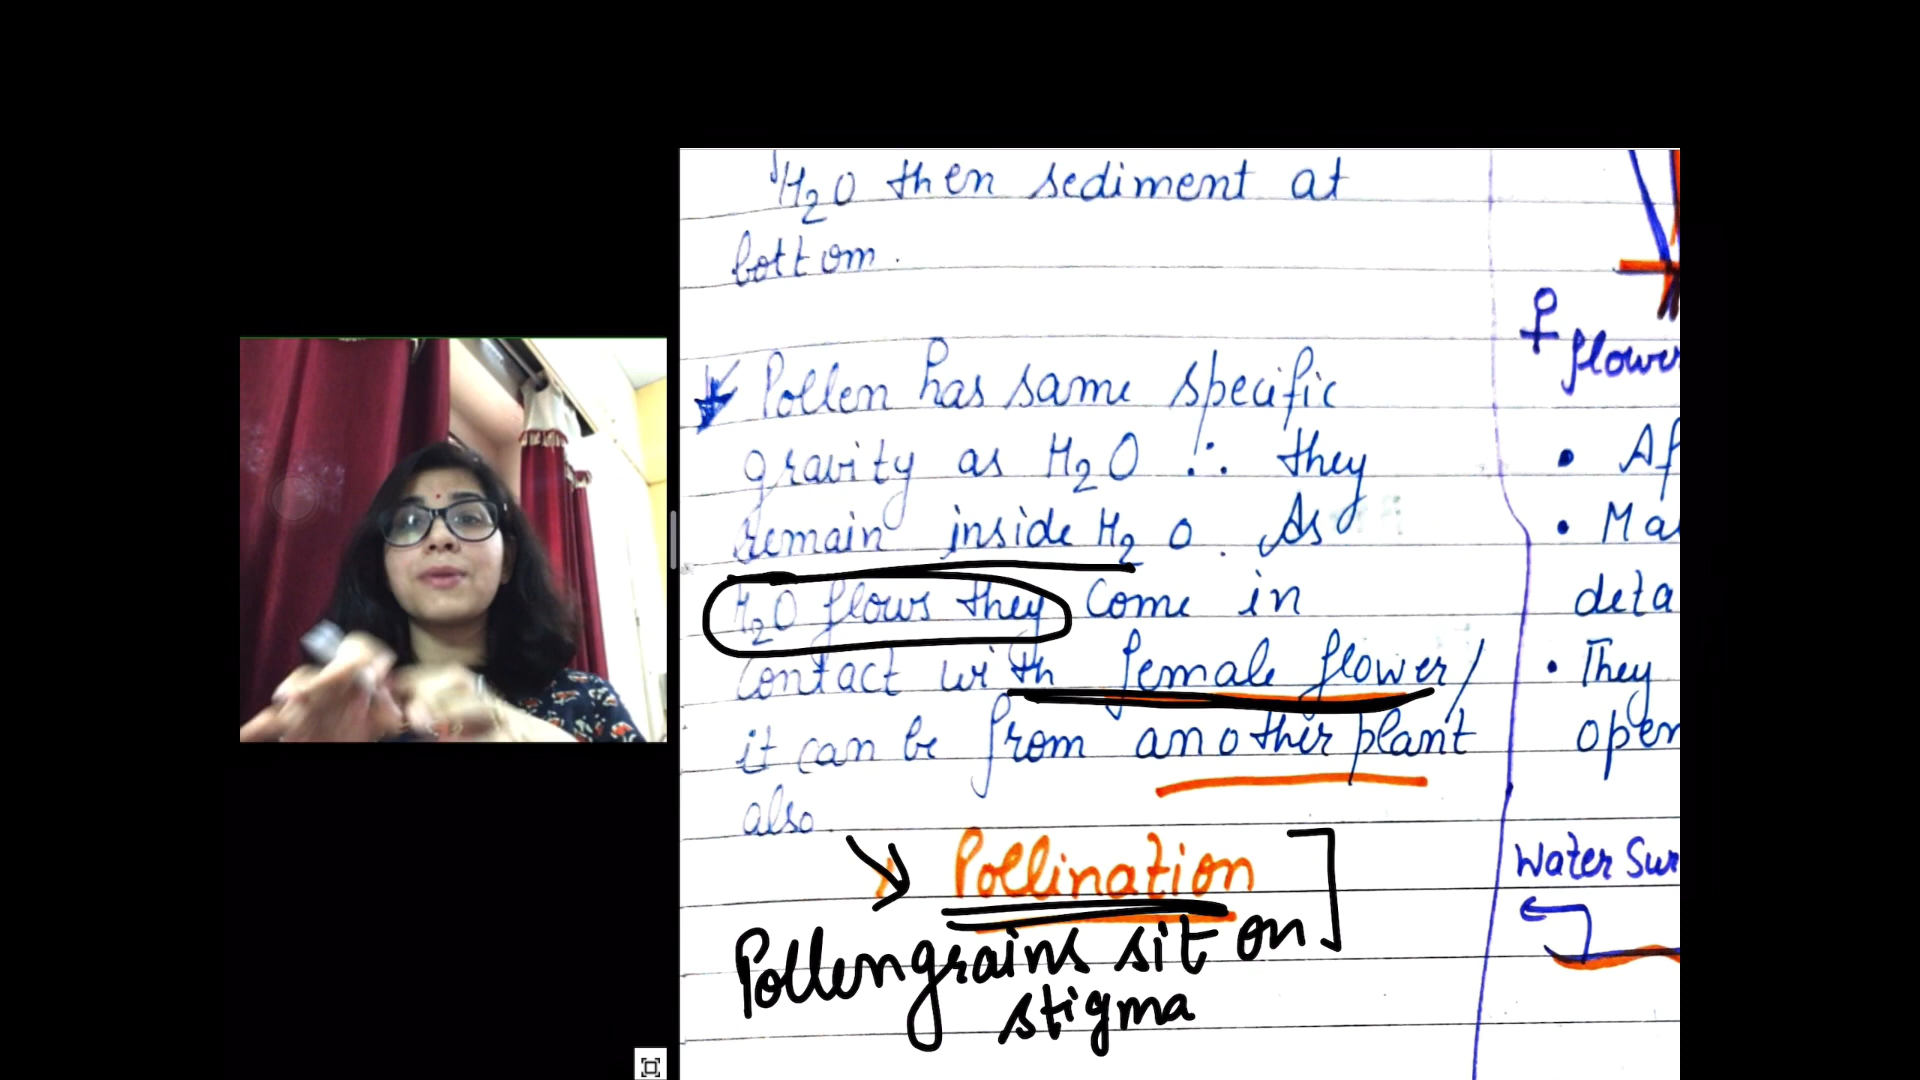 H2O then sediment at
bottom.
Pollen has same specific
gravity as H2O ∴ they
remain inside H2O. As
H2O flows they come in
contact with female flower/
it can be from another plant
also.
Pollination
Pollengrains sit on
stigma
♀ flower
• Af
• Ma
deta
• They
open
Water Sur